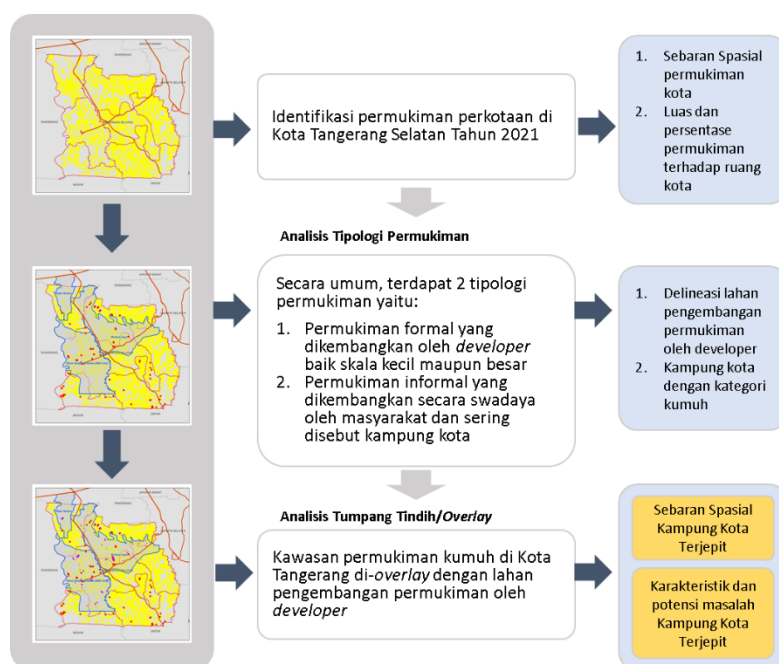 Identifikasi permukiman perkotaan di
Kota Tangerang Selatan Tahun 2021
1. Sebaran Spasial
permukiman
kota
2. Luas dan
persentase
permukiman
terhadap ruang
kota
Analisis Tipologi Permukiman
Secara umum, terdapat 2 tipologi
permukiman yaitu:
1. Permukiman formal yang
dikembangkan oleh developer
baik skala kecil maupun besar
2. Permukiman informal yang
dikembangkan secara swadaya
oleh masyarakat dan sering
disebut kampung kota
1. Delineasi lahan
pengembangan
permukiman
oleh developer
2. Kampung kota
dengan kategori
kumuh
Analisis Tumpang Tindih/Overlay
Kawasan permukiman kumuh di Kota
Tangerang di-overlay dengan lahan
pengembangan permukiman oleh
developer
Sebaran Spasial
Kampung Kota
Terjepit
Karakteristik dan
potensi masalah
Kampung Kota
Terjepit